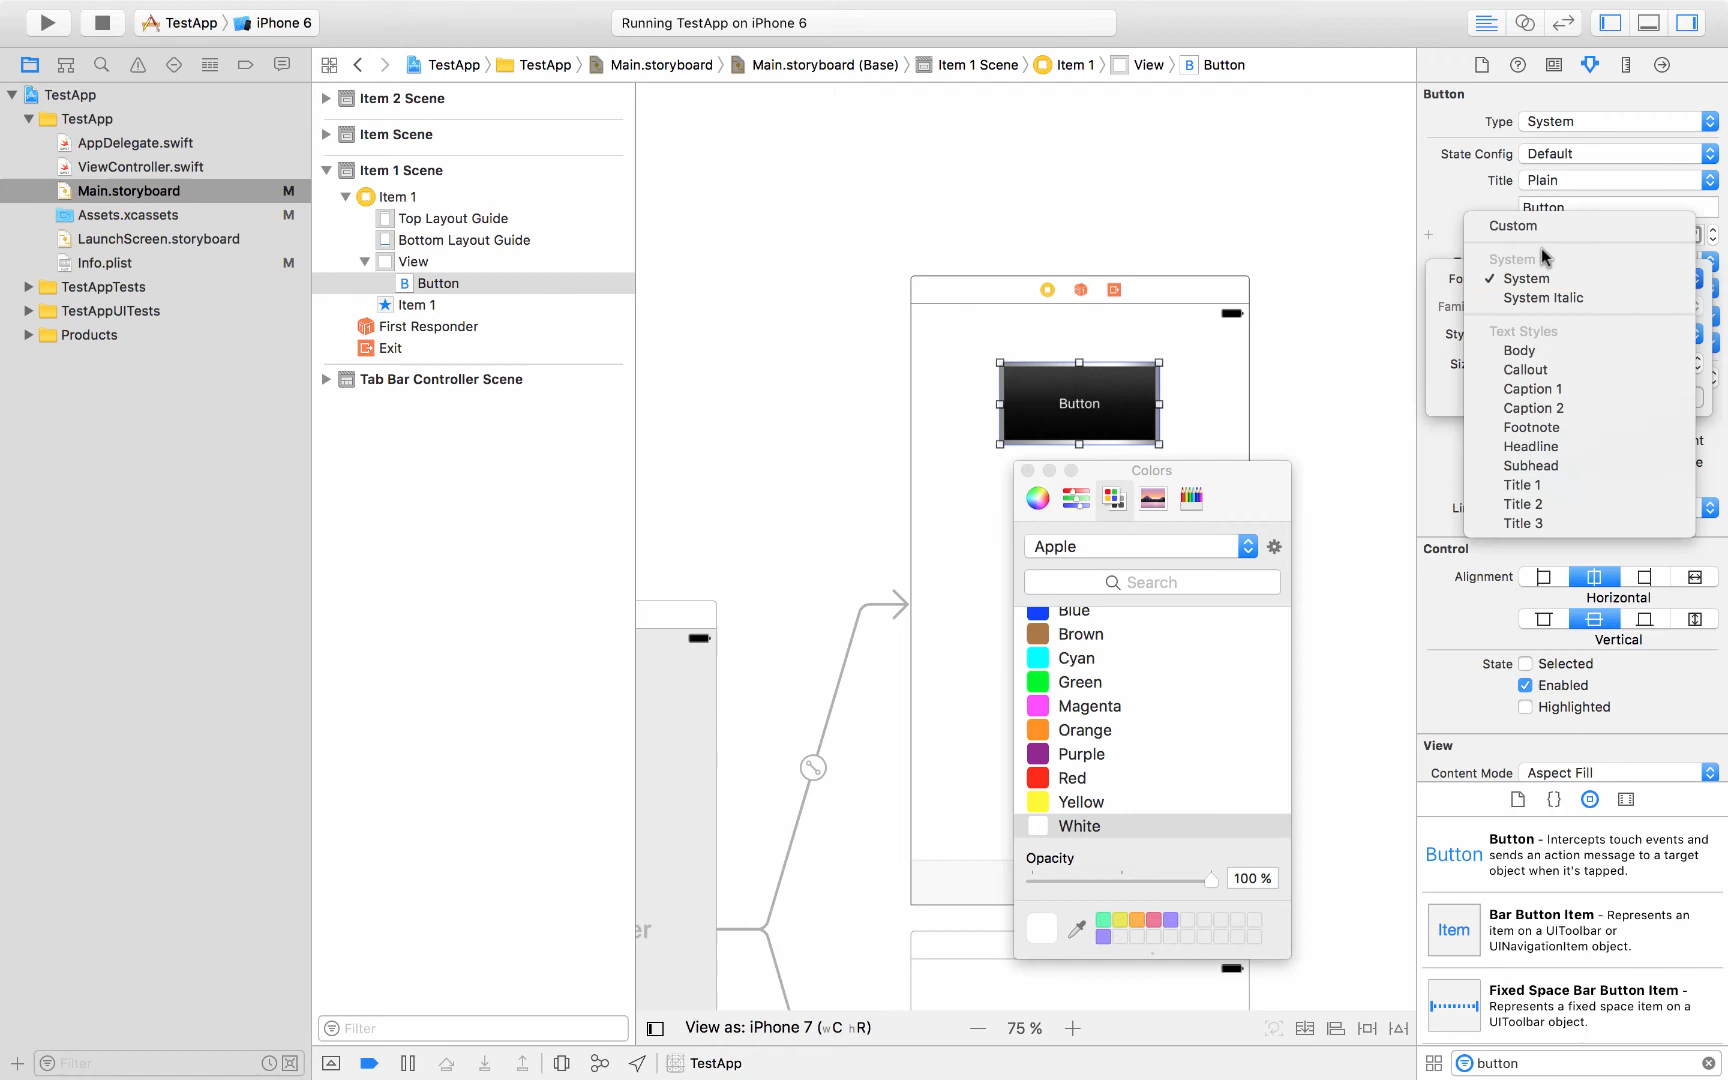 TestApp iPhone 6
Running TestApp on iPhone 6
TestApp TestApp Main.storyboard Main.storyboard (Base) Item 1 Scene Item 1 View B Button
TestApp
TestApp
AppDelegate.swift
ViewController.swift
Main.storyboard M
Assets.xcassets M
LaunchScreen.storyboard
Info.plist M
TestAppTests
TestAppUITests
Products
Filter
Item 2 Scene
Item Scene
Item 1 Scene
Item 1
Top Layout Guide
Bottom Layout Guide
View
B Button
Item 1
First Responder
Exit
Tab Bar Controller Scene
Filter
Button
er
Colors
Apple
Search
Blue
Brown
Cyan
Green
Magenta
Orange
Purple
Red
Yellow
White
Opacity
100 %
View as: iPhone 7 (wC hR)
75 %
TestApp
Button
Type System
State Config Default
Title Plain
Button
Custom
System
System
System Italic
Text Styles
Body
Callout
Caption 1
Caption 2
Footnote
Headline
Subhead
Title 1
Title 2
Title 3
Fo
Fami
Sty
Siz
Li
Control
Alignment
Horizontal
Vertical
State Selected
Enabled
Highlighted
View
Content Mode Aspect Fill
Button
Button - Intercepts touch events and
sends an action message to a target
object when it's tapped.
Item
Bar Button Item - Represents an
item on a UIToolbar or
UINavigationItem object.
Fixed Space Bar Button Item -
Represents a fixed space item on a
UIToolbar object.
button